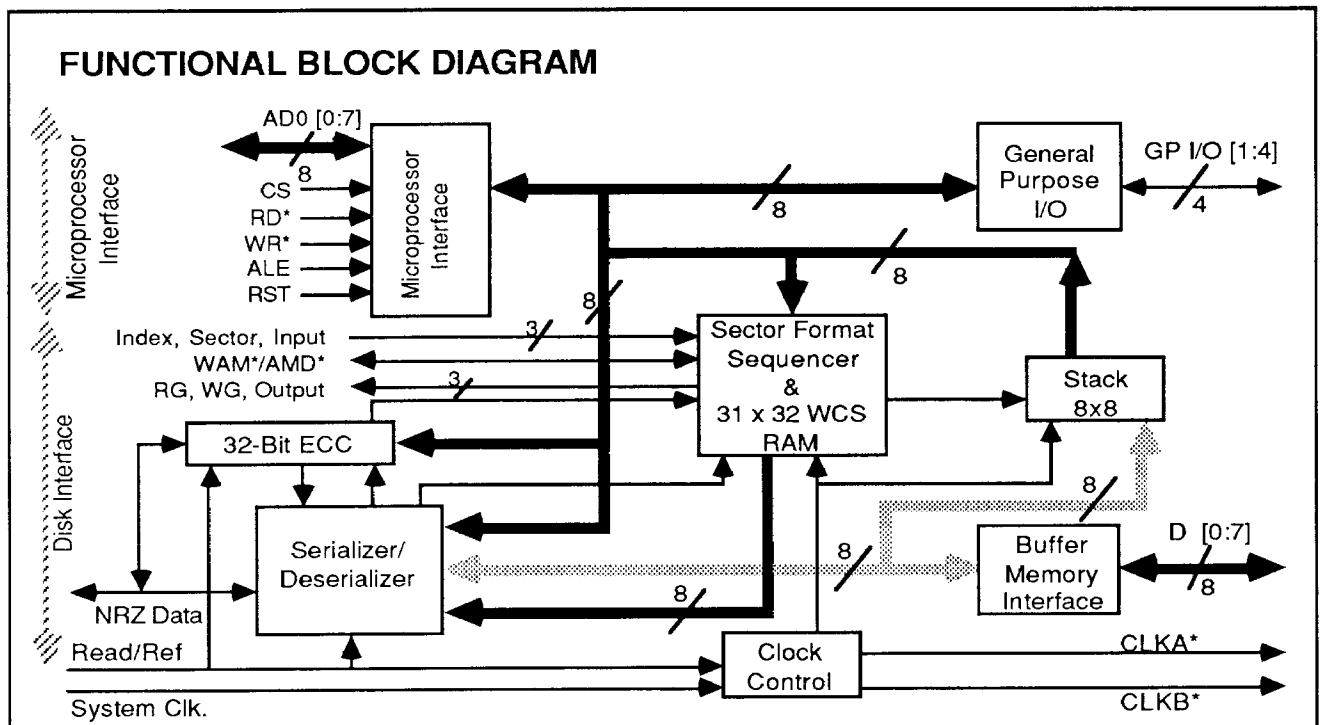 FUNCTIONAL BLOCK DIAGRAM
Microprocessor
Interface
AD0 [0:7]
8
CS
RD*
WR*
ALE
RST
Microprocessor
Interface
8
General
Purpose
I/O
GP I/O [1:4]
4
8
8
Disk Interface
Index, Sector, Input
3
WAM*/AMD*
RG, WG, Output
3
Sector Format
Sequencer
&
31 x 32 WCS
RAM
Stack
8x8
32-Bit ECC
8
Serializer/
Deserializer
8
Buffer
Memory
Interface
D [0:7]
8
NRZ Data
8
Read/Ref
Clock
Control
CLKA*
System Clk.
CLKB*